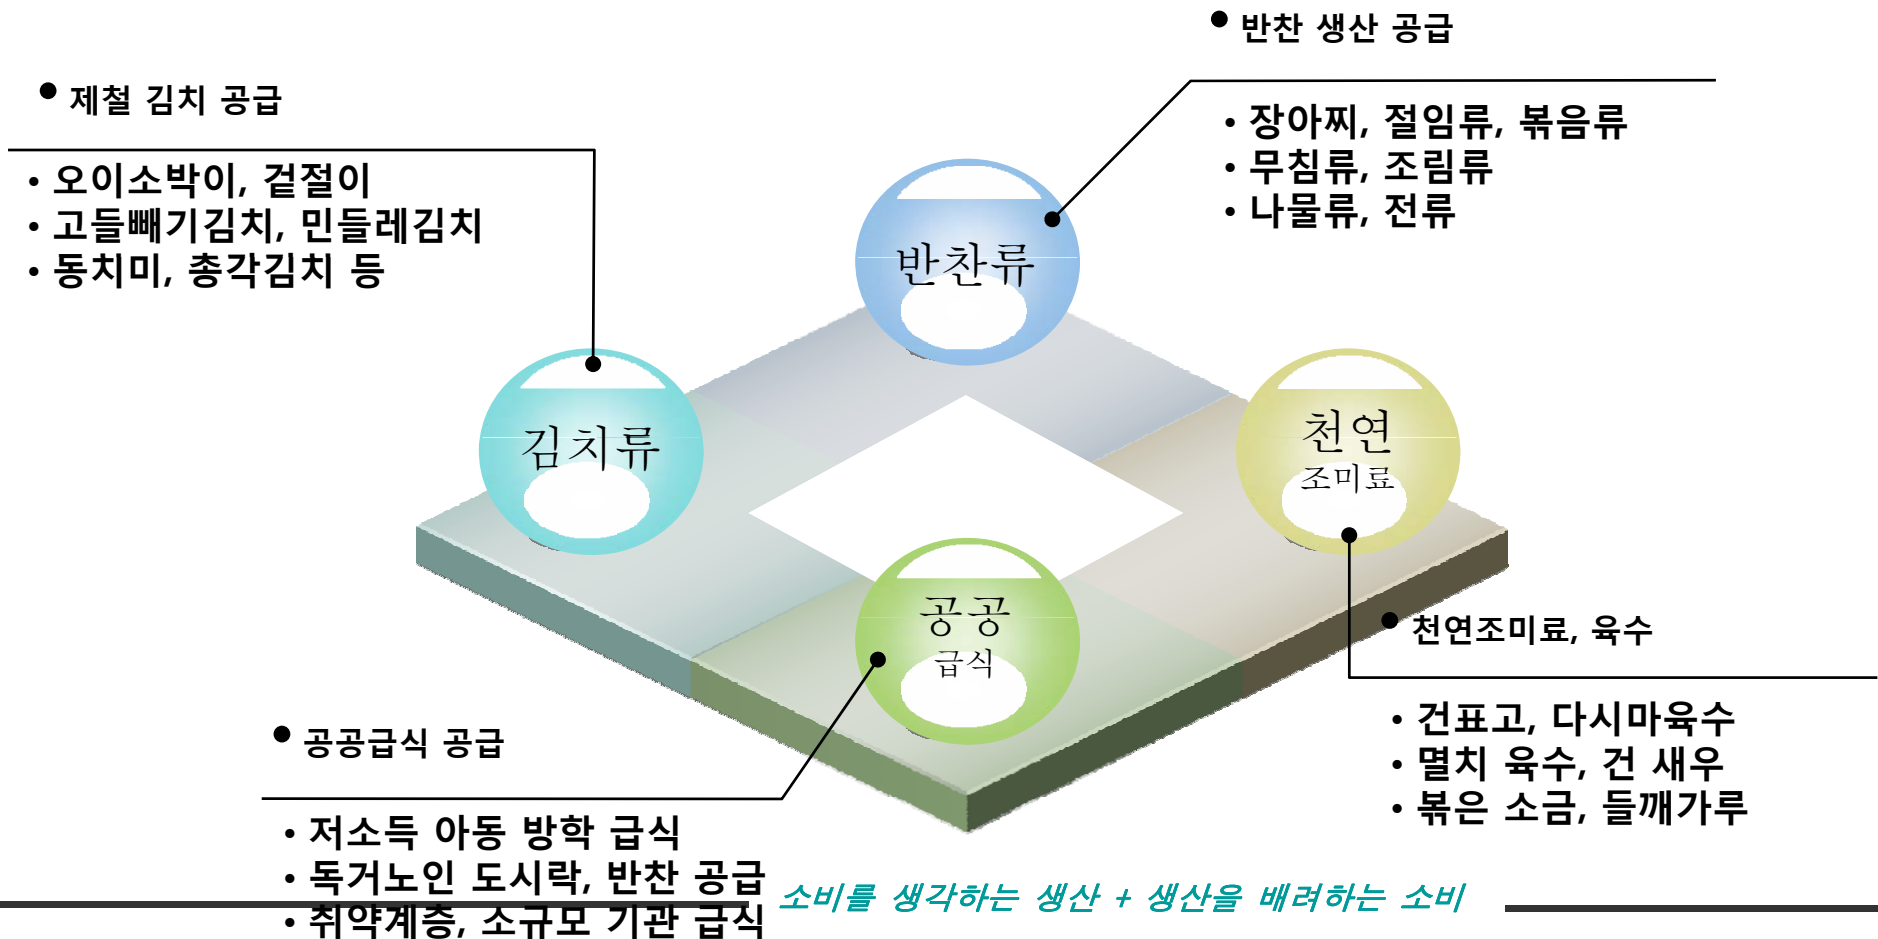 • 반찬 생산 공급
• 장아찌, 절임류, 볶음류
• 무침류, 조림류
• 나물류, 전류
• 제철 김치 공급
• 오이소박이, 겉절이
• 고들빼기김치, 민들레김치
• 동치미, 총각김치 등
반찬류
김치류
천연
조미료
공공
급식
• 천연조미료, 육수
• 건표고, 다시마육수
• 멸치 육수, 건 새우
• 볶은 소금, 들깨가루
• 공공급식 공급
• 저소득 아동 방학 급식
• 독거노인 도시락, 반찬 공급
• 취약계층, 소규모 기관 급식
소비를 생각하는 생산 + 생산을 배려하는 소비